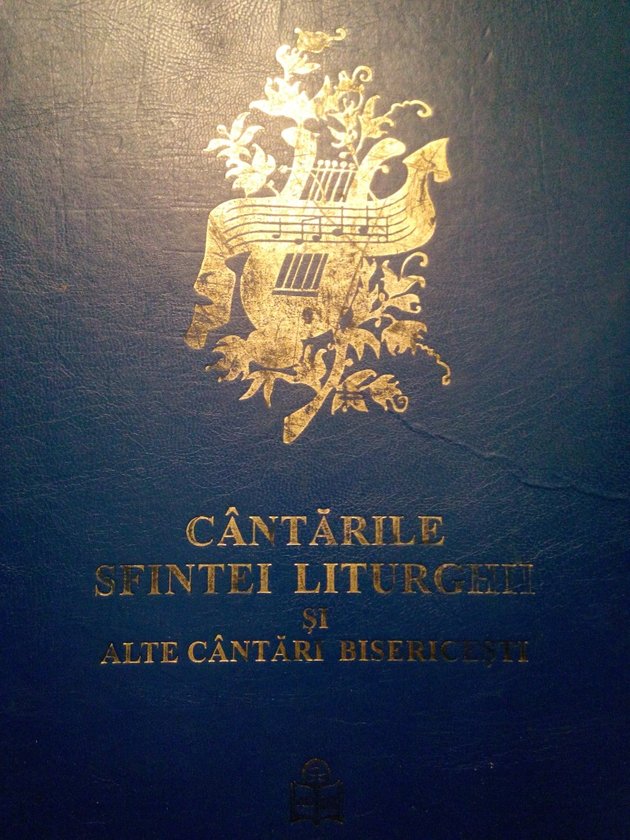 CÂNTĂRILE
SFINTEI LITURGHII
ȘI
ALTE CÂNTĂRI BISERICEȘTI